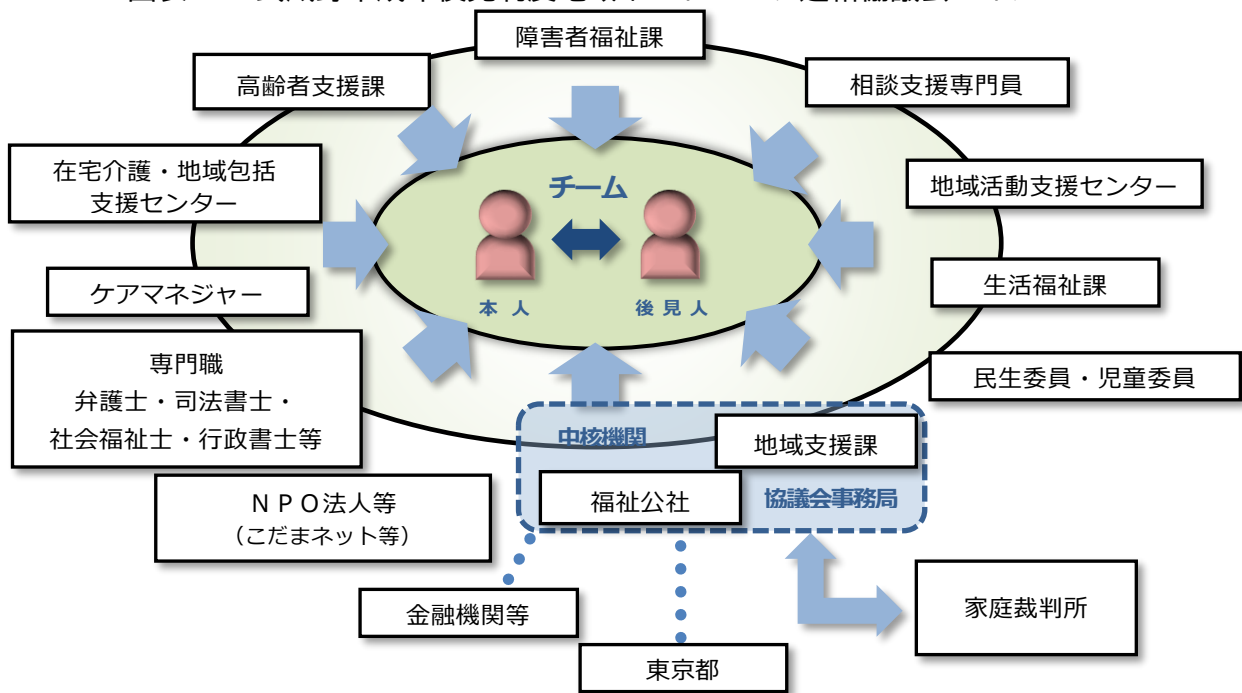 障害者福祉課
高齢者支援課
相談支援専門員
在宅介護・地域包括
支援センター
地域活動支援センター
チーム
本人
後見人
ケアマネジャー
生活福祉課
専門職
弁護士・司法書士・
社会福祉士・行政書士等
民生委員・児童委員
中核機関
地域支援課
福祉公社
協議会事務局
ＮＰＯ法人等
（こだまネット等）
金融機関等
家庭裁判所
東京都